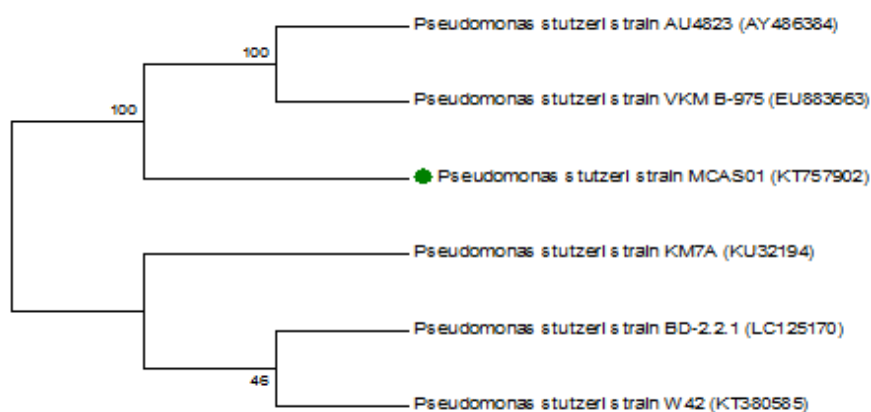 Pseudomonas stutzeri strain AU4823 (AY486384)
100
Pseudomonas stutzeri strain VKM B-975 (EU883663)
100
Pseudomonas stutzeri strain MCAS01 (KT757902)
Pseudomonas stutzeri strain KM7A (KU32194)
Pseudomonas stutzeri strain BD-2.2.1 (LC125170)
46
Pseudomonas stutzeri strain W42 (KT380585)